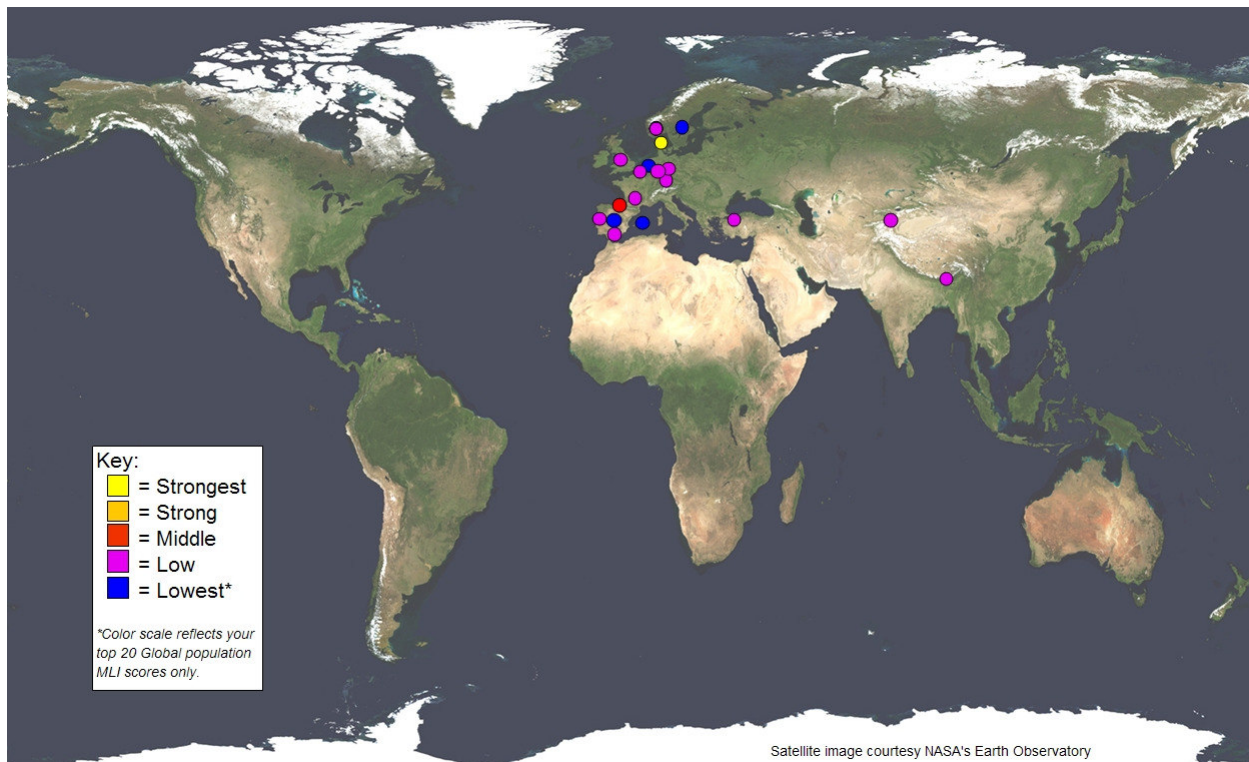 Key:
= Strongest
= Strong
= Middle
= Low
= Lowest*
*Color scale reflects your
top 20 Global population
MLI scores only.
Satellite image courtesy NASA's Earth Observatory